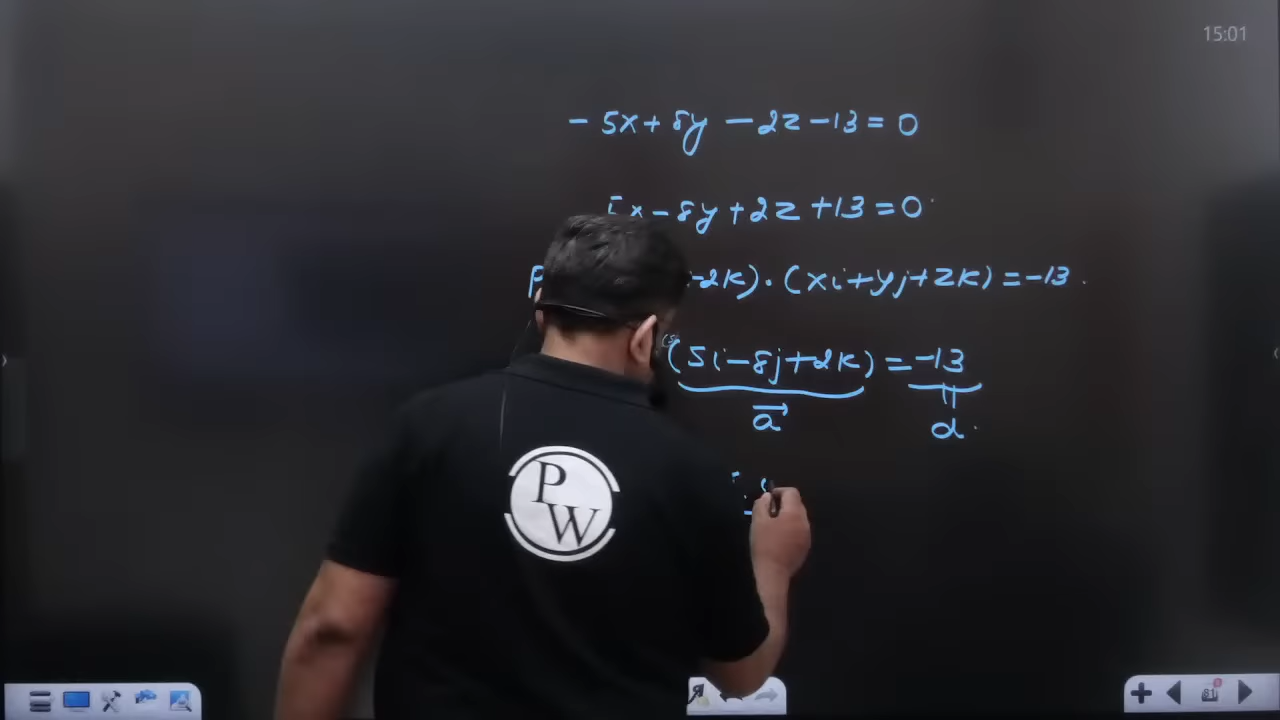 15:01
- 5x + 8y - 2z - 13 = 0
5x - 8y + 2z + 13 = 0
-2k) · (xi + yj + zk) = -13
(5i - 8j + 2k) = -13
a⃗
d
P
W